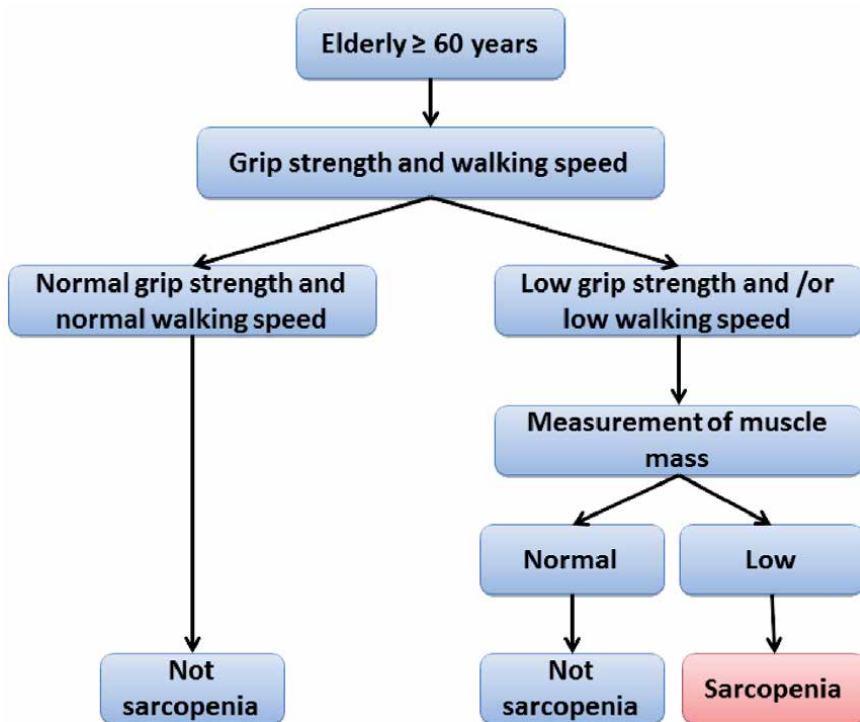 Elderly ≥ 60 years
Grip strength and walking speed
Normal grip strength and
normal walking speed
Low grip strength and /or
low walking speed
Measurement of muscle
mass
Normal
Low
Not
sarcopenia
Not
sarcopenia
Sarcopenia